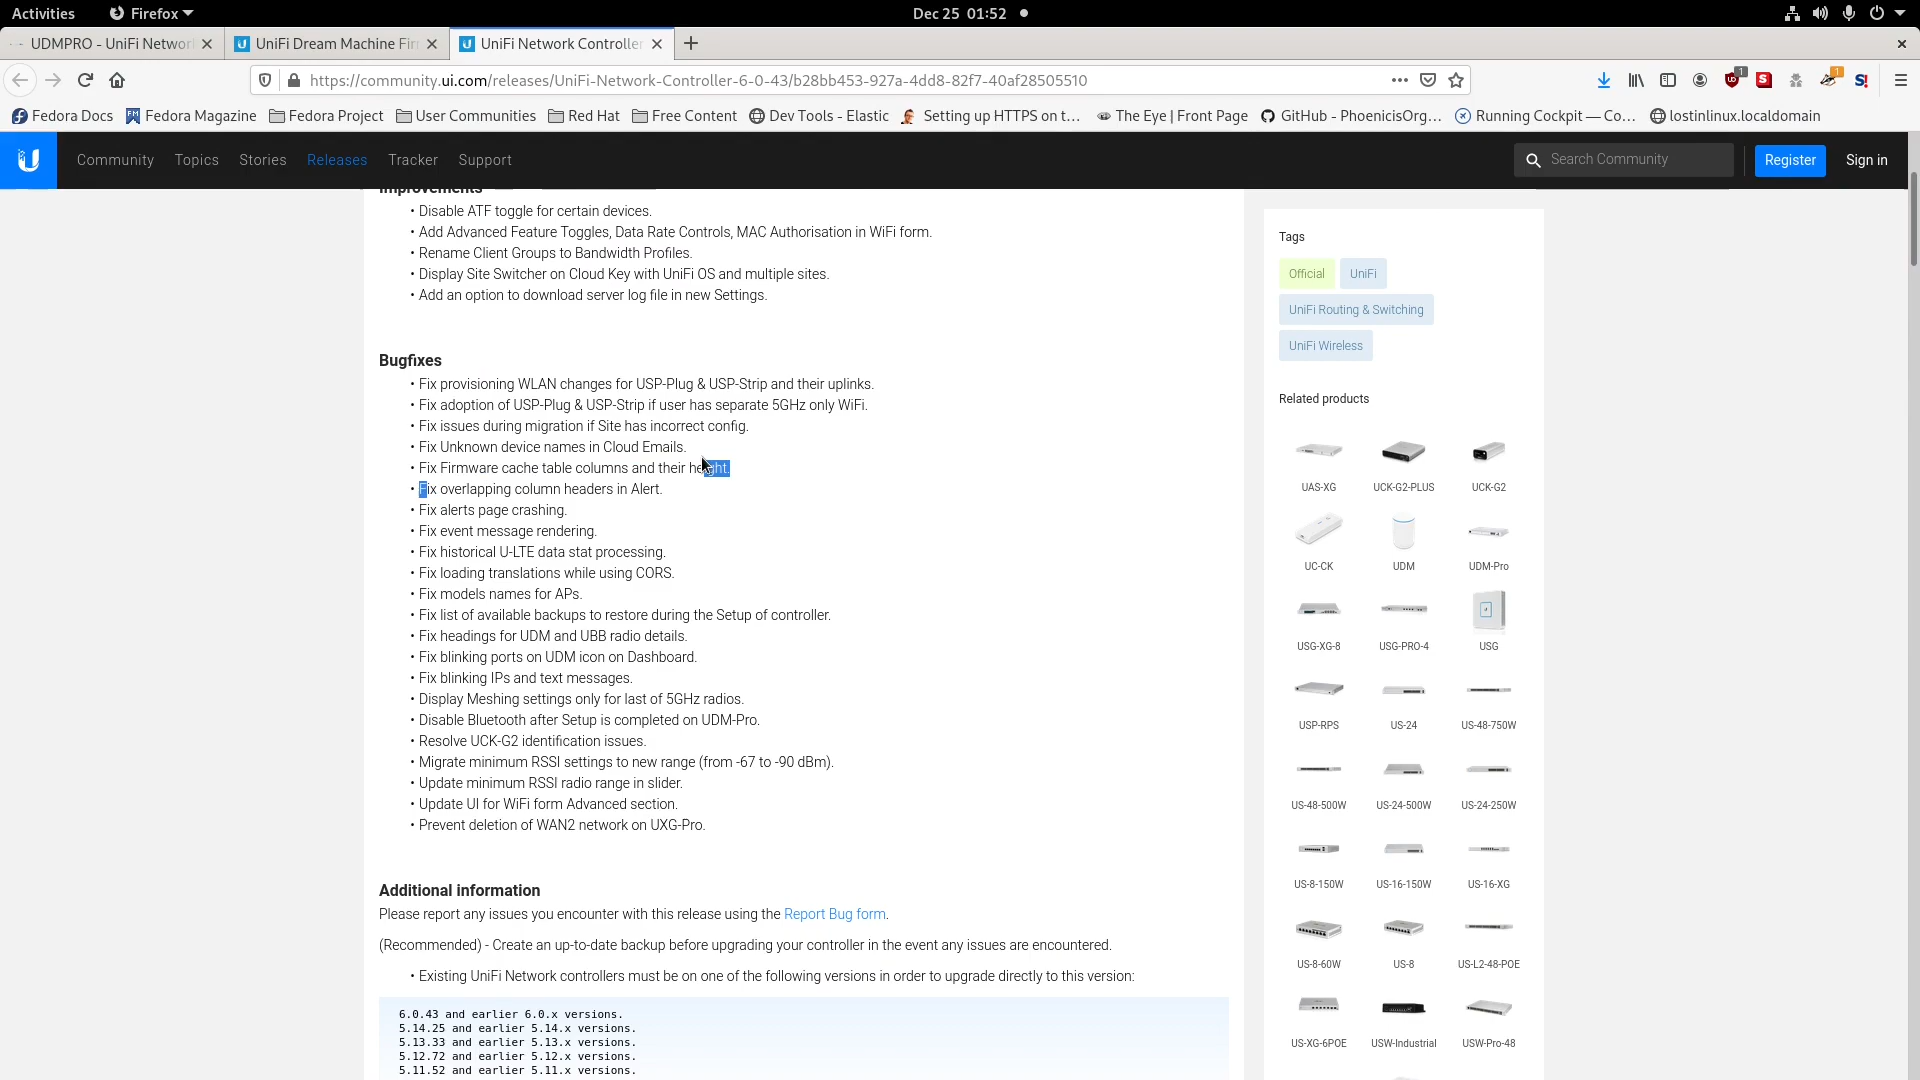 Activities
Firefox
Dec 25 01:52
UDMPRO - UniFi Networ
UniFi Dream Machine Fir
UniFi Network Controlle
https://community.ui.com/releases/UniFi-Network-Controller-6-0-43/b28bb453-927a-4dd8-82f7-40af28505510
1
S
1
S!
Fedora Docs
Fedora Magazine
Fedora Project
User Communities
Red Hat
Free Content
Dev Tools - Elastic
Setting up HTTPS on t...
The Eye | Front Page
GitHub - PhoenicisOrg...
Running Cockpit — Co...
lostinlinux.localdomain
Community
Topics
Stories
Releases
Tracker
Support
Search Community
Register
Sign in
Improvements
• Disable ATF toggle for certain devices.
• Add Advanced Feature Toggles, Data Rate Controls, MAC Authorisation in WiFi form.
• Rename Client Groups to Bandwidth Profiles.
• Display Site Switcher on Cloud Key with UniFi OS and multiple sites.
• Add an option to download server log file in new Settings.
Bugfixes
• Fix provisioning WLAN changes for USP-Plug & USP-Strip and their uplinks.
• Fix adoption of USP-Plug & USP-Strip if user has separate 5GHz only WiFi.
• Fix issues during migration if Site has incorrect config.
• Fix Unknown device names in Cloud Emails.
• Fix Firmware cache table columns and their height.
• Fix overlapping column headers in Alert.
• Fix alerts page crashing.
• Fix event message rendering.
• Fix historical U-LTE data stat processing.
• Fix loading translations while using CORS.
• Fix models names for APs.
• Fix list of available backups to restore during the Setup of controller.
• Fix headings for UDM and UBB radio details.
• Fix blinking ports on UDM icon on Dashboard.
• Fix blinking IPs and text messages.
• Display Meshing settings only for last of 5GHz radios.
• Disable Bluetooth after Setup is completed on UDM-Pro.
• Resolve UCK-G2 identification issues.
• Migrate minimum RSSI settings to new range (from -67 to -90 dBm).
• Update minimum RSSI radio range in slider.
• Update UI for WiFi form Advanced section.
• Prevent deletion of WAN2 network on UXG-Pro.
Additional information
Please report any issues you encounter with this release using the Report Bug form.
(Recommended) - Create an up-to-date backup before upgrading your controller in the event any issues are encountered.
• Existing UniFi Network controllers must be on one of the following versions in order to upgrade directly to this version:
6.0.43 and earlier 6.0.x versions.
5.14.25 and earlier 5.14.x versions.
5.13.33 and earlier 5.13.x versions.
5.12.72 and earlier 5.12.x versions.
5.11.52 and earlier 5.11.x versions.
Tags
Official
UniFi
UniFi Routing & Switching
UniFi Wireless
Related products
UAS-XG
UCK-G2-PLUS
UCK-G2
UC-CK
UDM
UDM-Pro
USG-XG-8
USG-PRO-4
USG
USP-RPS
US-24
US-48-750W
US-48-500W
US-24-500W
US-24-250W
US-8-150W
US-16-150W
US-16-XG
US-8-60W
US-8
US-L2-48-POE
US-XG-6POE
USW-Industrial
USW-Pro-48